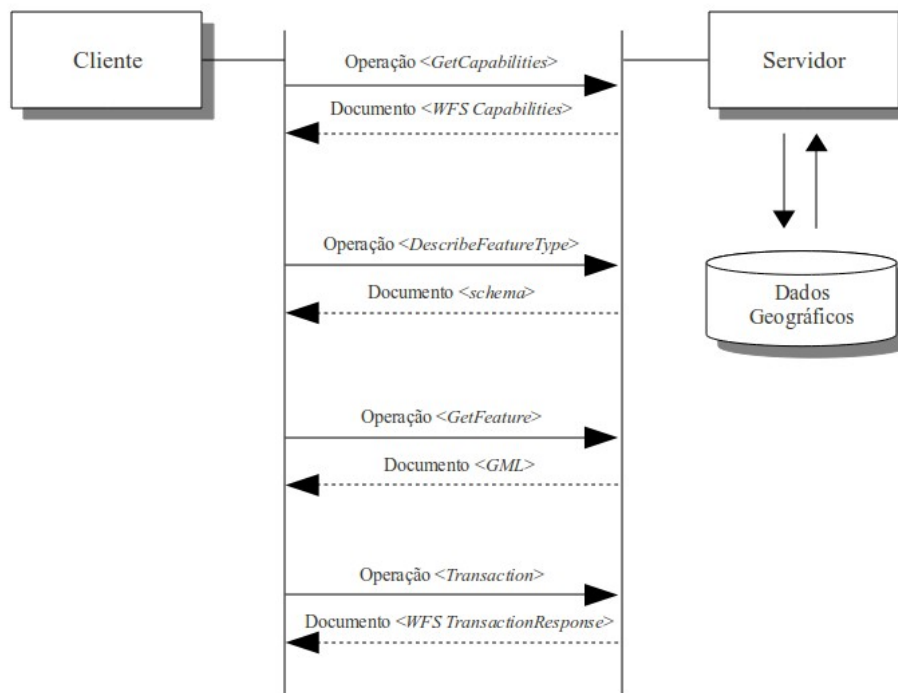 Cliente
Servidor
Operação <GetCapabilities>
Documento <WFS Capabilities>
Operação <DescribeFeatureType>
Documento <schema>
Dados
Geográficos
Operação <GetFeature>
Documento <GML>
Operação <Transaction>
Documento <WFS TransactionResponse>